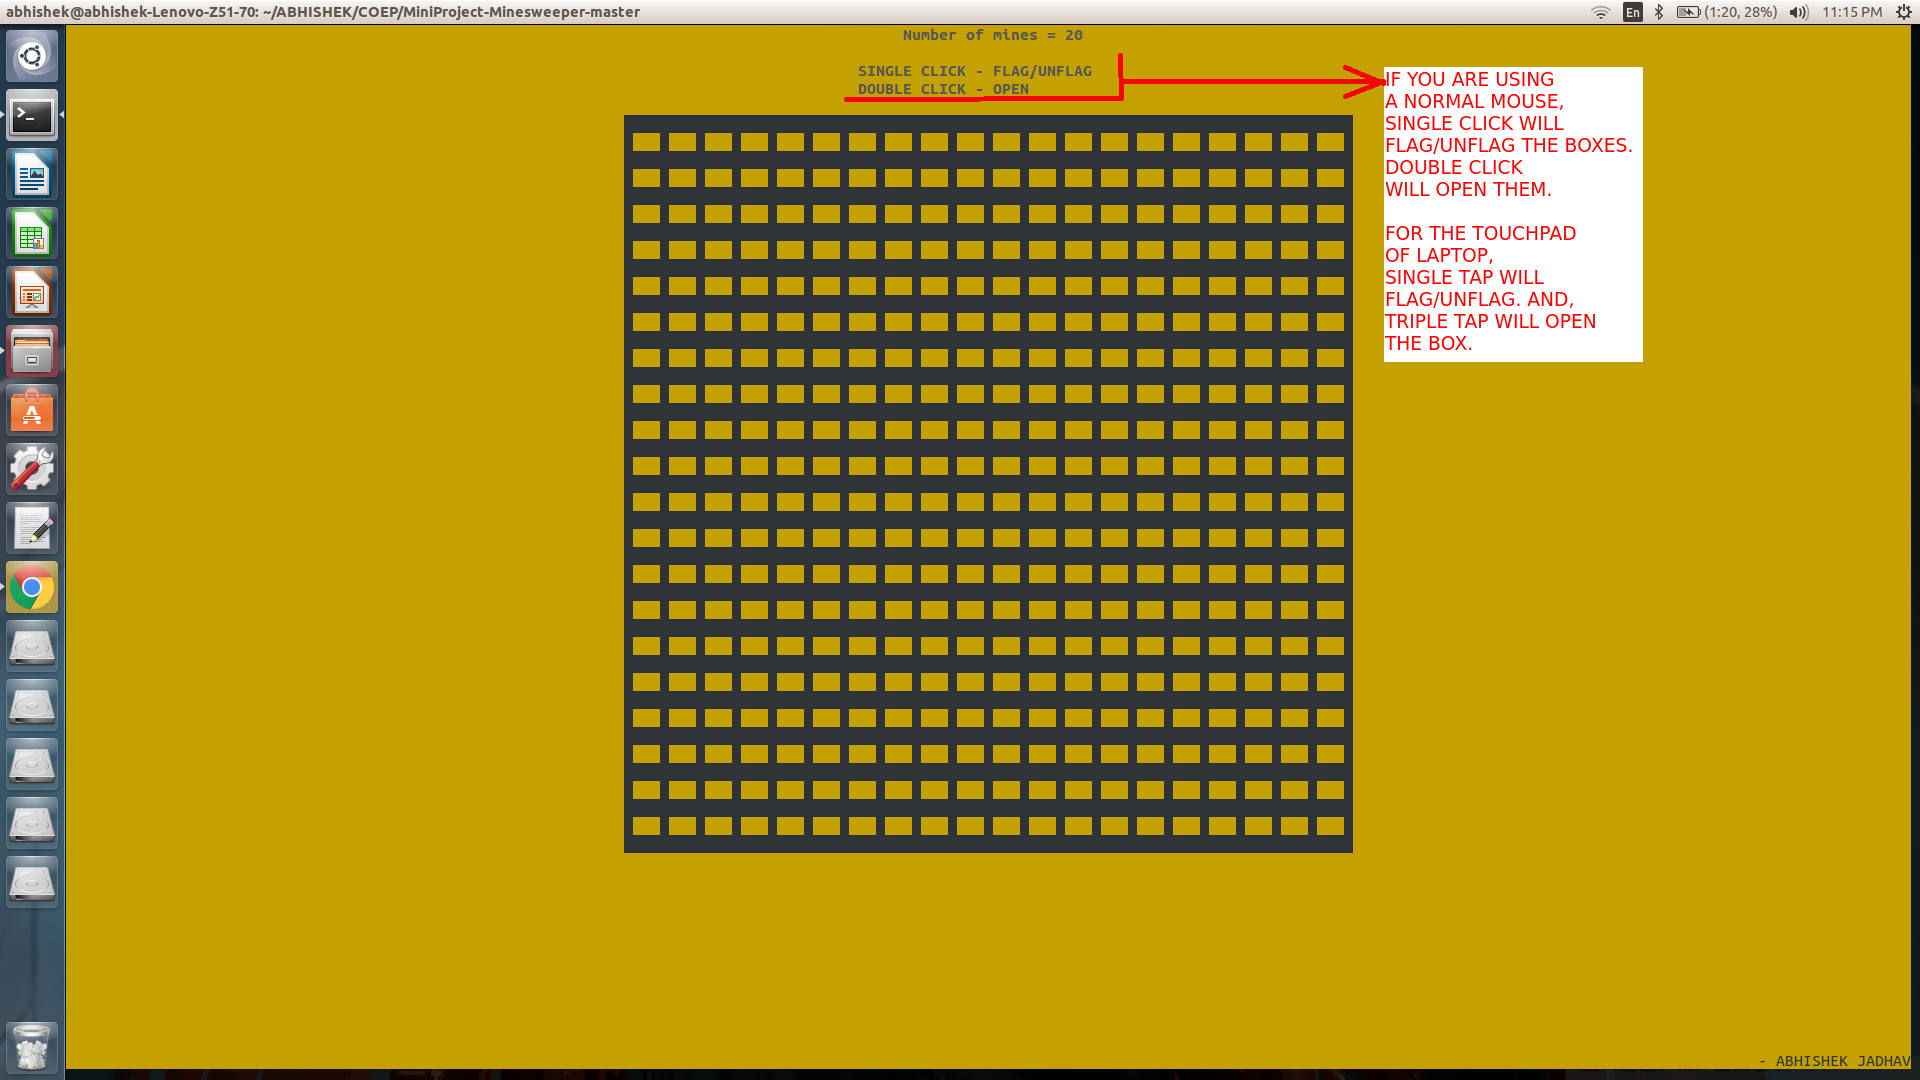 abhishek@abhishek-Lenovo-Z51-70: ~/ABHISHEK/COEP/MiniProject-Minesweeper-master
En (1:20, 28%) 11:15 PM
Number of mines = 20
SINGLE CLICK - FLAG/UNFLAG
DOUBLE CLICK - OPEN
IF YOU ARE USING
A NORMAL MOUSE,
SINGLE CLICK WILL
FLAG/UNFLAG THE BOXES.
DOUBLE CLICK
WILL OPEN THEM.
FOR THE TOUCHPAD
OF LAPTOP,
SINGLE TAP WILL
FLAG/UNFLAG. AND,
TRIPLE TAP WILL OPEN
THE BOX.
- ABHISHEK JADHAV